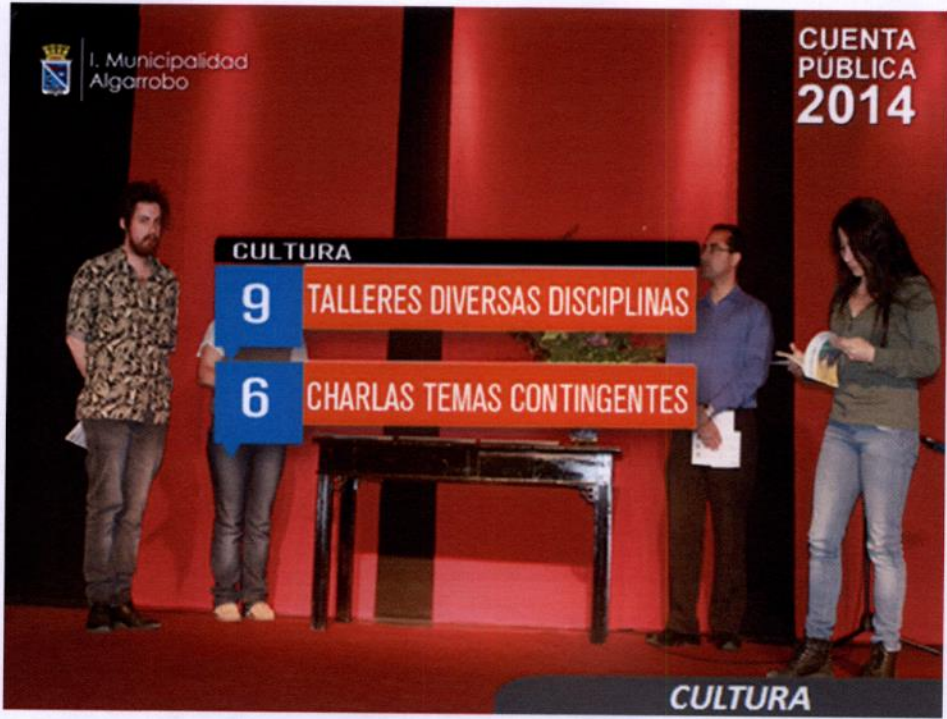 I. Municipalidad
Algarrobo
CUENTA
PÚBLICA
2014
CULTURA
9 TALLERES DIVERSAS DISCIPLINAS
6 CHARLAS TEMAS CONTINGENTES
CULTURA